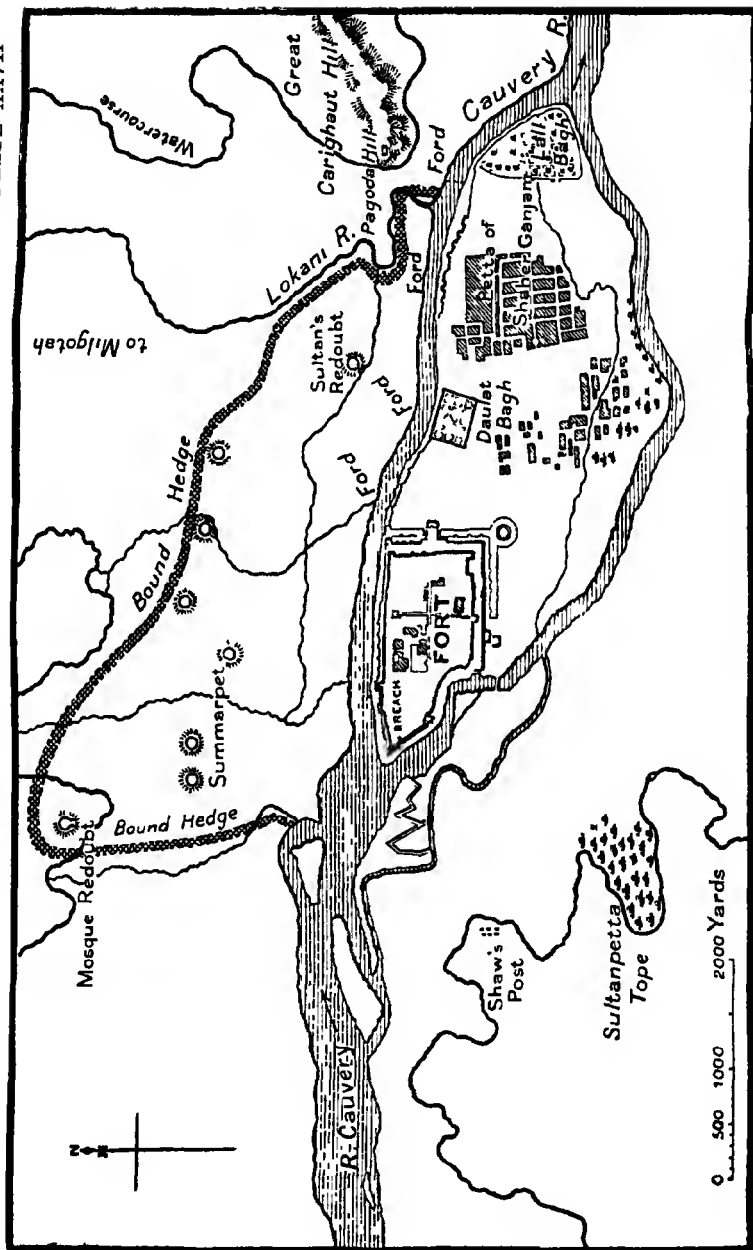 Watercourse
Great
Carighaut Hill
Pagoda Hill
Lokani R.
to Milgotah
Ford
Cauvery R.
Ford
Lall
Bagh
Petta of
Shaher Ganjam
Sultan's
Redoubt
Ford
Daulat
Bagh
Ford
Hedge
Bound
FORT
BREACH
Summarpet
Bound Hedge
Mosque Redoubt
R. Cauvery
N
Shaw's
Post
Sultanpetta
Tope
0 500 1000 2000 Yards